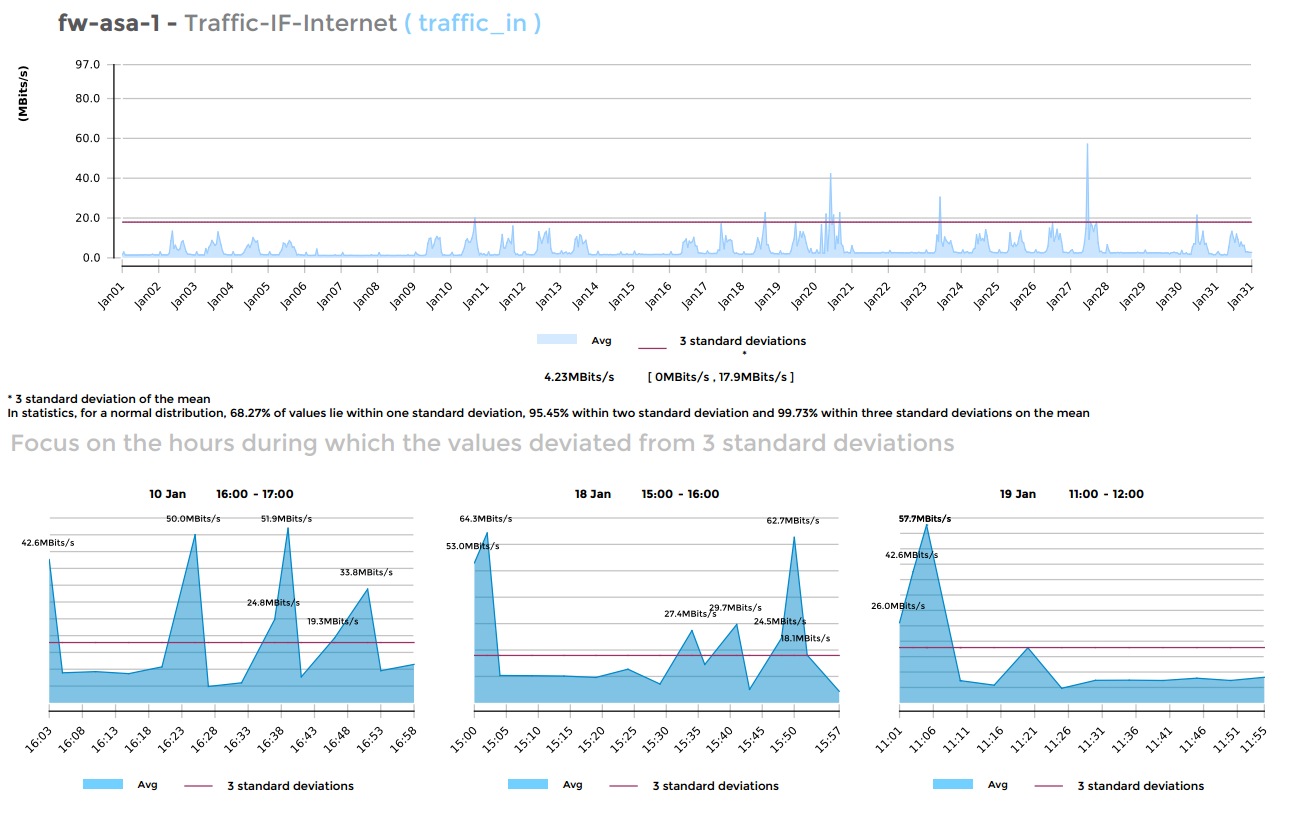 fw-asa-1 - Traffic-IF-Internet ( traffic_in )
(MBits/s)
97.0
80.0
60.0
40.0
20.0
0.0
Jan01 Jan02 Jan03 Jan04 Jan05 Jan06 Jan07 Jan08 Jan09 Jan10 Jan11 Jan12 Jan13 Jan14 Jan15 Jan16 Jan17 Jan18 Jan19 Jan20 Jan21 Jan22 Jan23 Jan24 Jan25 Jan26 Jan27 Jan28 Jan29 Jan30 Jan31 Jan31
Avg 3 standard deviations
*
4.23MBits/s [ 0MBits/s , 17.9MBits/s ]
* 3 standard deviation of the mean
In statistics, for a normal distribution, 68.27% of values lie within one standard deviation, 95.45% within two standard deviation and 99.73% within three standard deviations on the mean
Focus on the hours during which the values deviated from 3 standard deviations
10 Jan 16:00 - 17:00
42.6MBits/s
50.0MBits/s
51.9MBits/s
24.8MBits/s
19.3MBits/s
33.8MBits/s
16:03 16:08 16:13 16:18 16:23 16:28 16:33 16:38 16:43 16:48 16:53 16:58
Avg 3 standard deviations
18 Jan 15:00 - 16:00
64.3MBits/s
53.0MBits/s
62.7MBits/s
27.4MBits/s
29.7MBits/s
24.5MBits/s
18.1MBits/s
15:00 15:05 15:10 15:15 15:20 15:25 15:30 15:35 15:40 15:45 15:50 15:57
Avg 3 standard deviations
19 Jan 11:00 - 12:00
57.7MBits/s
42.6MBits/s
26.0MBits/s
11:01 11:06 11:11 11:16 11:21 11:26 11:31 11:36 11:41 11:46 11:51 11:55
Avg 3 standard deviations